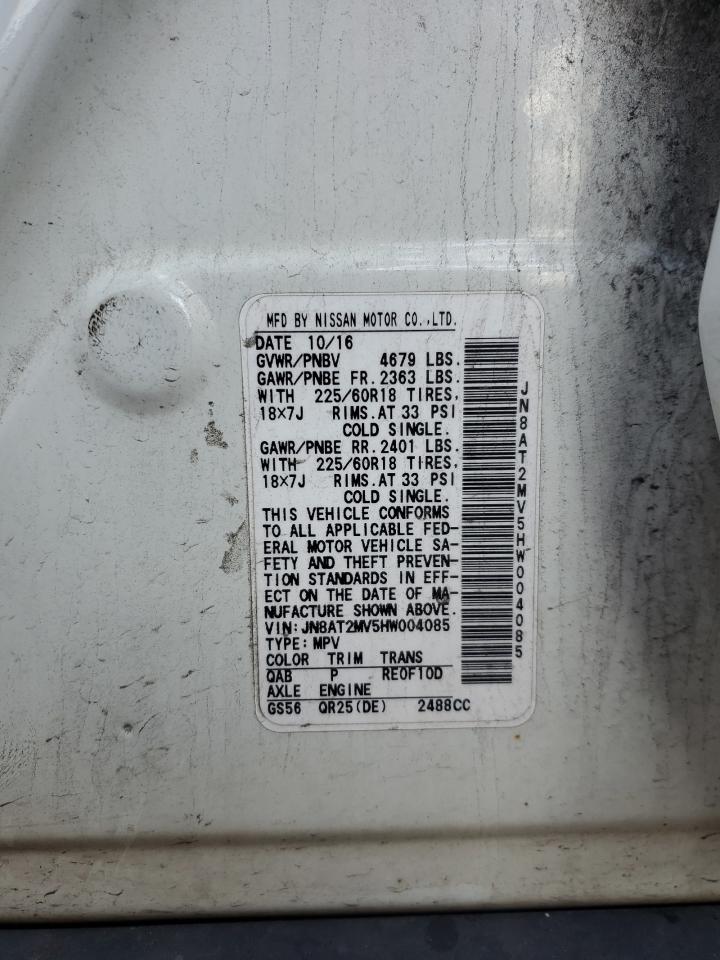 MFD BY NISSAN MOTOR CO.,LTD.
DATE 10/16
GVWR/PNBV 4679 LBS.
GAWR/PNBE FR. 2363 LBS.
WITH 225/60R18 TIRES,
18×7J RIMS. AT 33 PSI
COLD SINGLE.
GAWR/PNBE RR. 2401 LBS.
WITH 225/60R18 TIRES,
18×7J RIMS. AT 33 PSI
COLD SINGLE.
THIS VEHICLE CONFORMS
TO ALL APPLICABLE FED-
ERAL MOTOR VEHICLE SA-
FETY AND THEFT PREVEN-
TION STANDARDS IN EFF-
ECT ON THE DATE OF MA-
NUFACTURE SHOWN ABOVE.
VIN: JN8AT2MV5HW004085
TYPE: MPV
COLOR TRIM TRANS
QAB P RE0F10D
AXLE ENGINE
GS56 QR25(DE) 2488CC
JN8AT2MV5HW004085